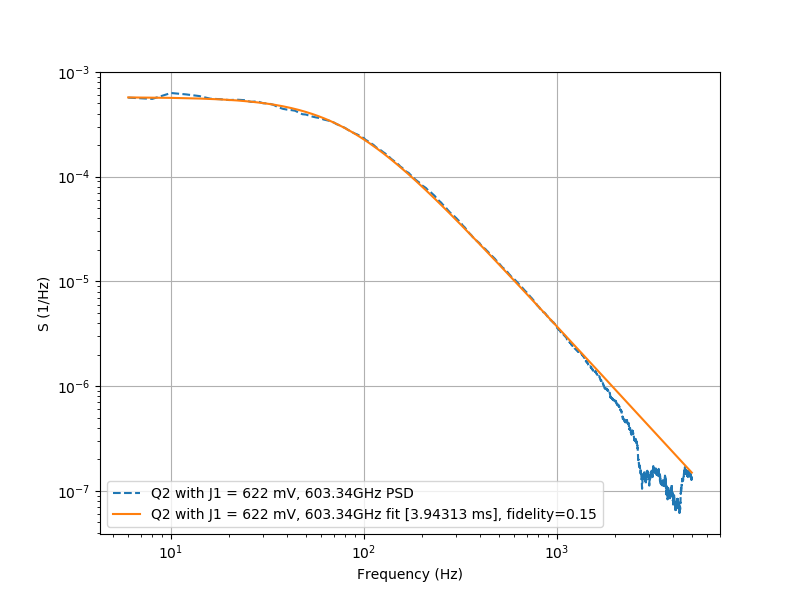 10⁻³
10⁻⁴
10⁻⁵
10⁻⁶
10⁻⁷
S (1/Hz)
Q2 with J1 = 622 mV, 603.34GHz PSD
Q2 with J1 = 622 mV, 603.34GHz fit [3.94313 ms], fidelity=0.15
10¹ 10² 10³
Frequency (Hz)